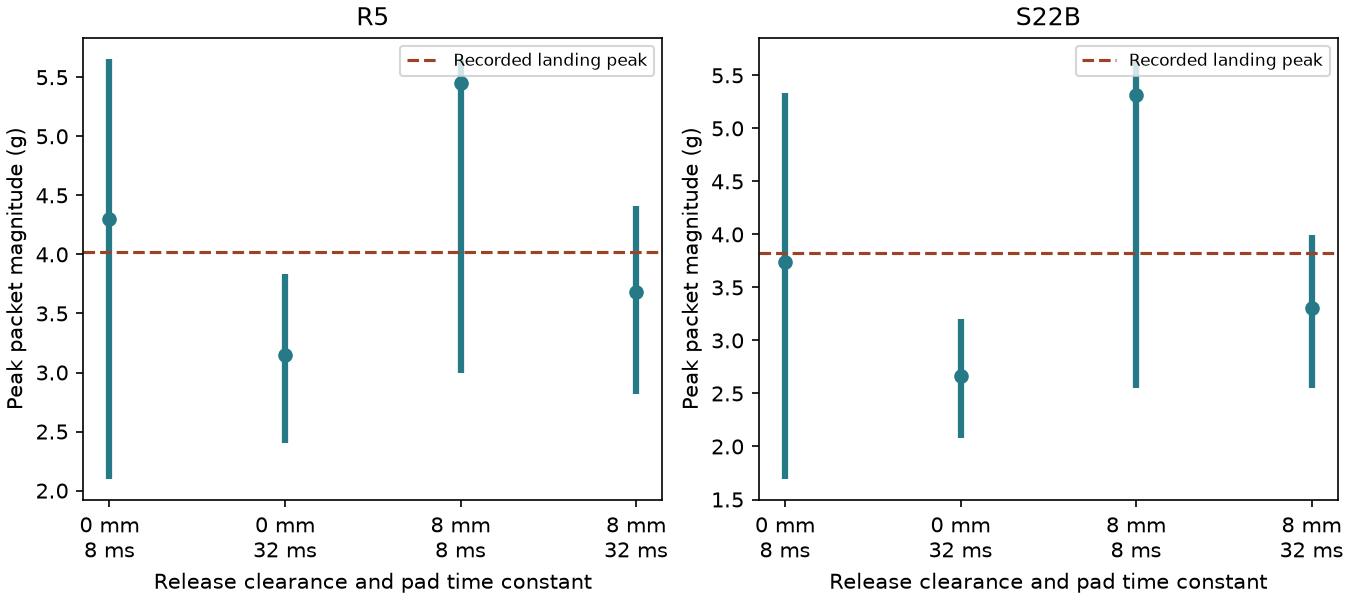 R5
Recorded landing peak
Peak packet magnitude (g)
5.5
5.0
4.5
4.0
3.5
3.0
2.5
2.0
0 mm
8 ms
0 mm
32 ms
8 mm
8 ms
8 mm
32 ms
Release clearance and pad time constant
S22B
Recorded landing peak
Peak packet magnitude (g)
5.5
5.0
4.5
4.0
3.5
3.0
2.5
2.0
1.5
0 mm
8 ms
0 mm
32 ms
8 mm
8 ms
8 mm
32 ms
Release clearance and pad time constant